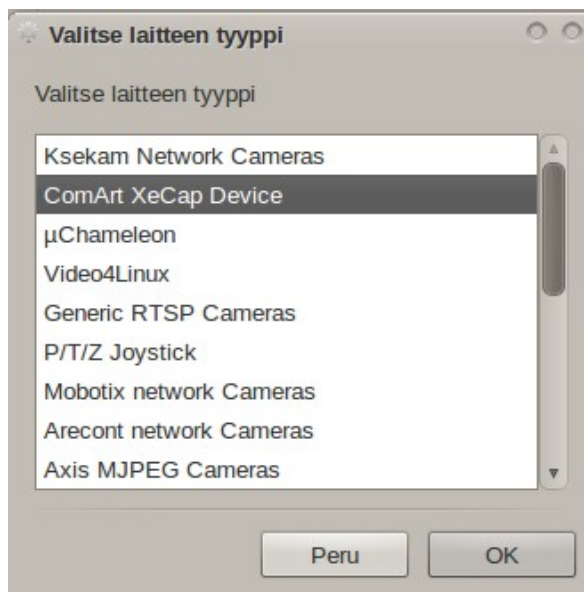 Valitse laitteen tyyppi
Valitse laitteen tyyppi
Ksekam Network Cameras
ComArt XeCap Device
µChameleon
Video4Linux
Generic RTSP Cameras
P/T/Z Joystick
Mobotix network Cameras
Arecont network Cameras
Axis MJPEG Cameras
Peru OK